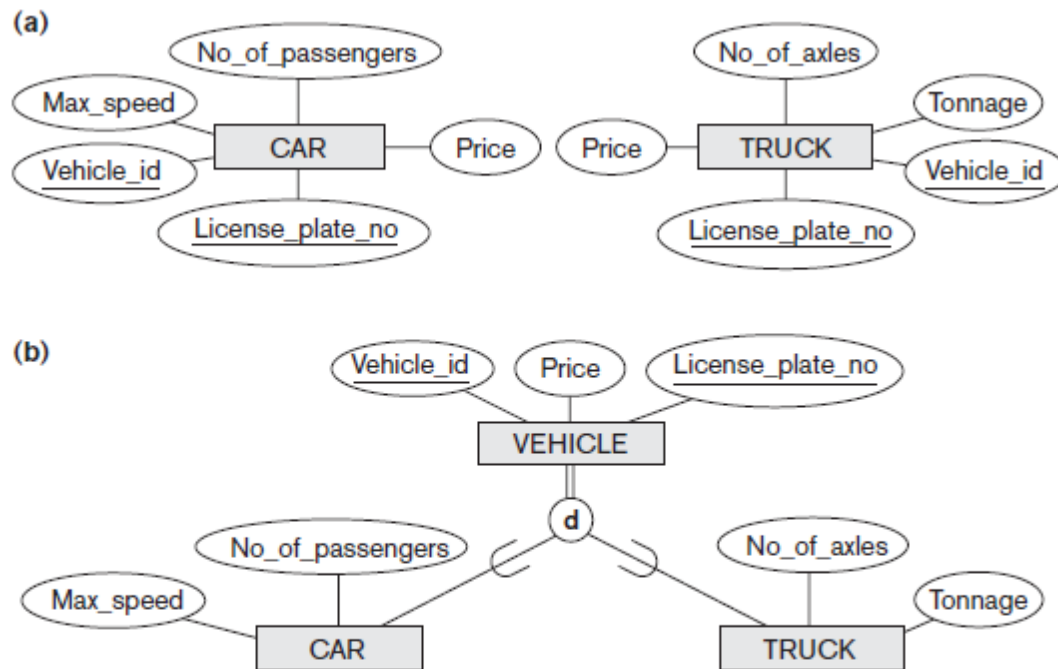 (a)
No_of_passengers
No_of_axles
Max_speed
Tonnage
CAR
Price
Price
TRUCK
Vehicle_id
Vehicle_id
License_plate_no
License_plate_no
(b)
Vehicle_id
Price
License_plate_no
VEHICLE
d
No_of_passengers
No_of_axles
Max_speed
Tonnage
CAR
TRUCK